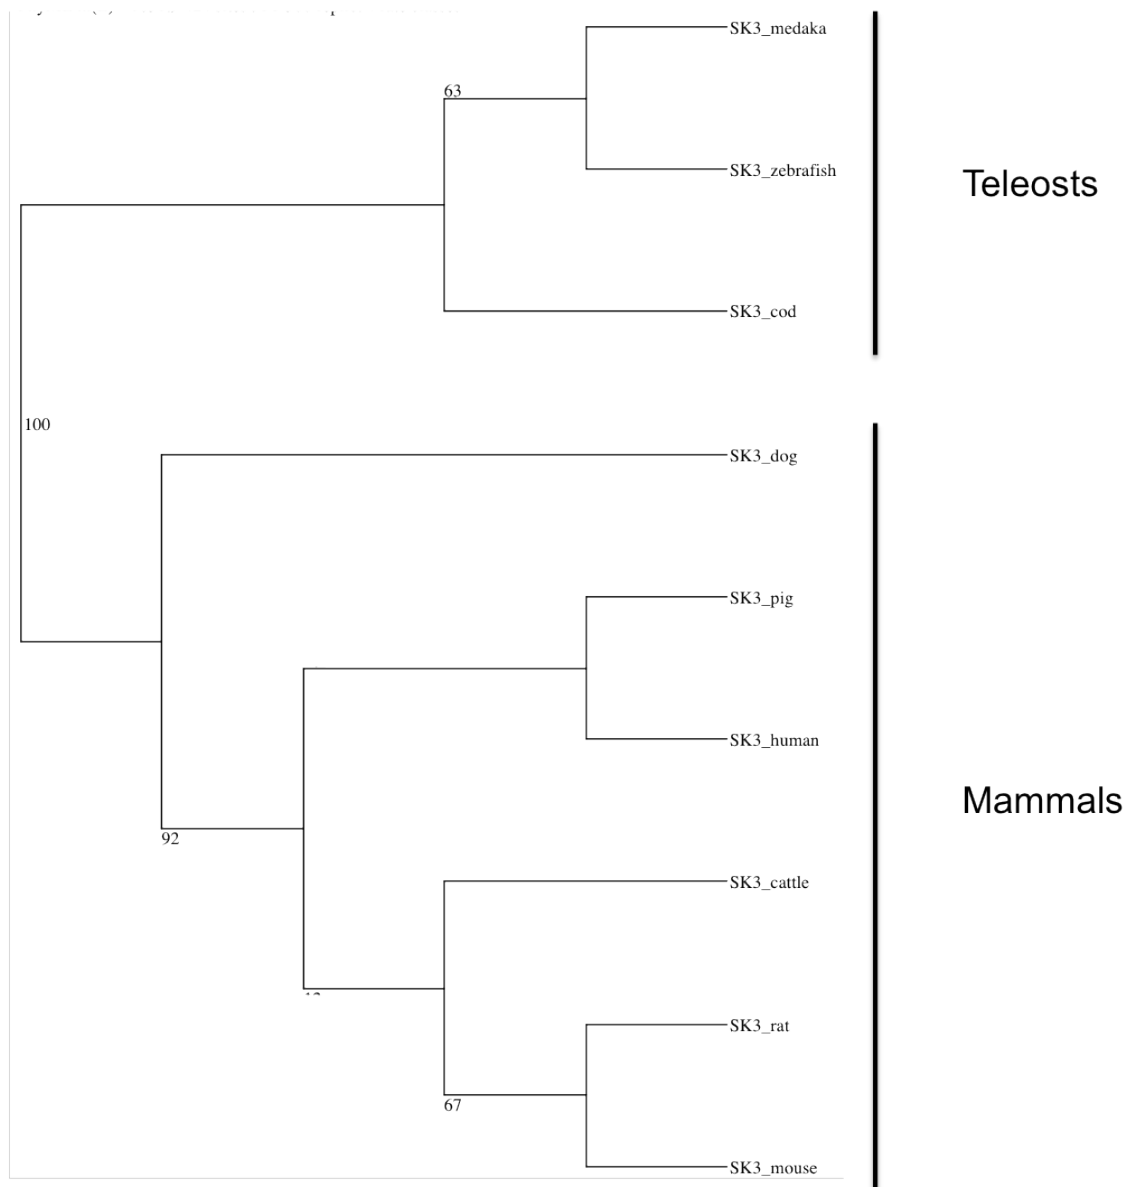 SK3_medaka
63
SK3_zebrafish
Teleosts
SK3_cod
100
SK3_dog
SK3_pig
SK3_human
Mammals
92
SK3_cattle
SK3_rat
67
SK3_mouse